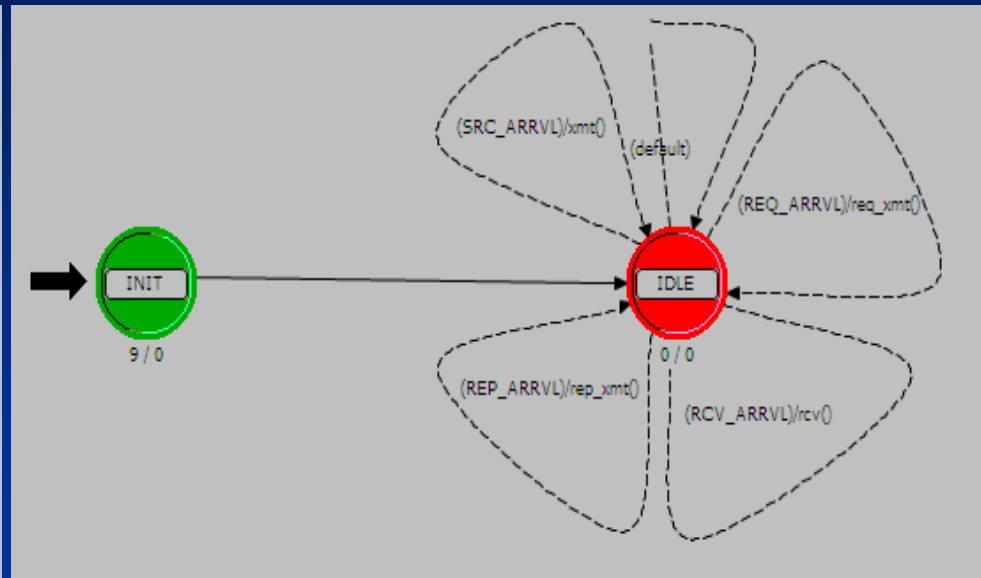 (SRC_ARRVL)/xmt()
(default)
(REQ_ARRVL)/req_xmt()
INIT
IDLE
9 / 0
0 / 0
(REP_ARRVL)/rep_xmt()
(RCV_ARRVL)/rcv()